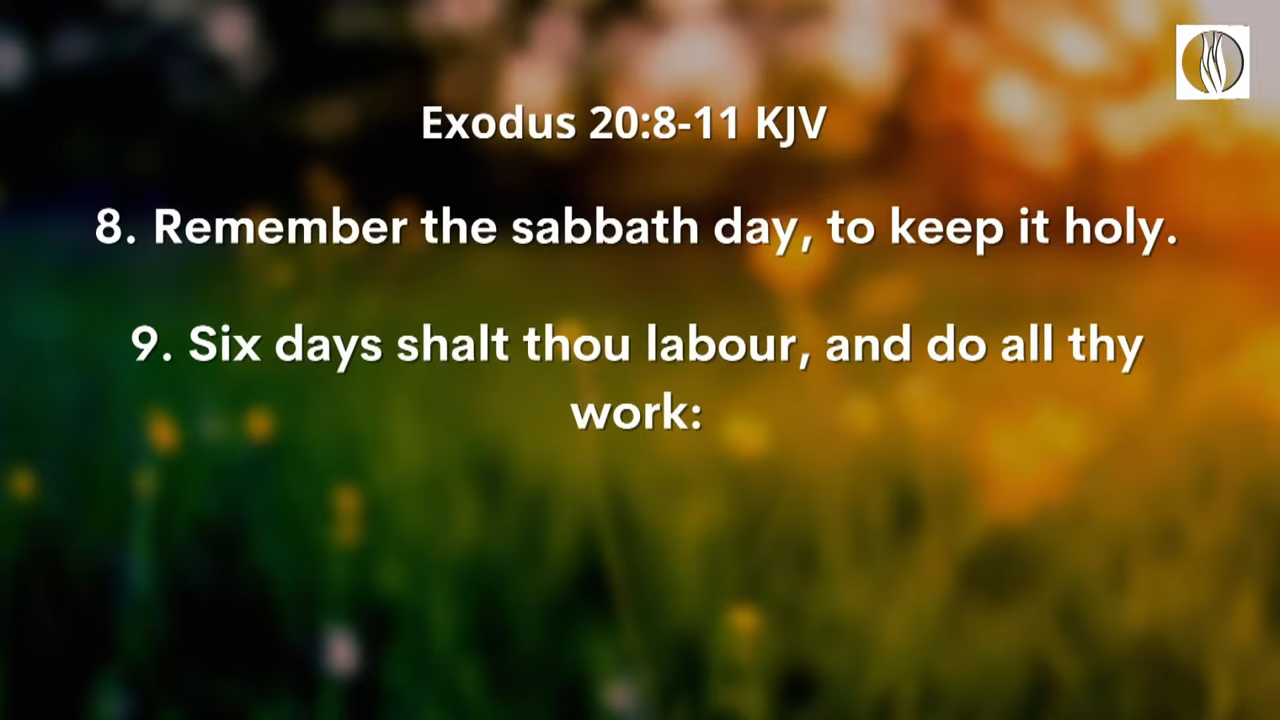 Exodus 20:8-11 KJV
8. Remember the sabbath day, to keep it holy.
9. Six days shalt thou labour, and do all thy
work: